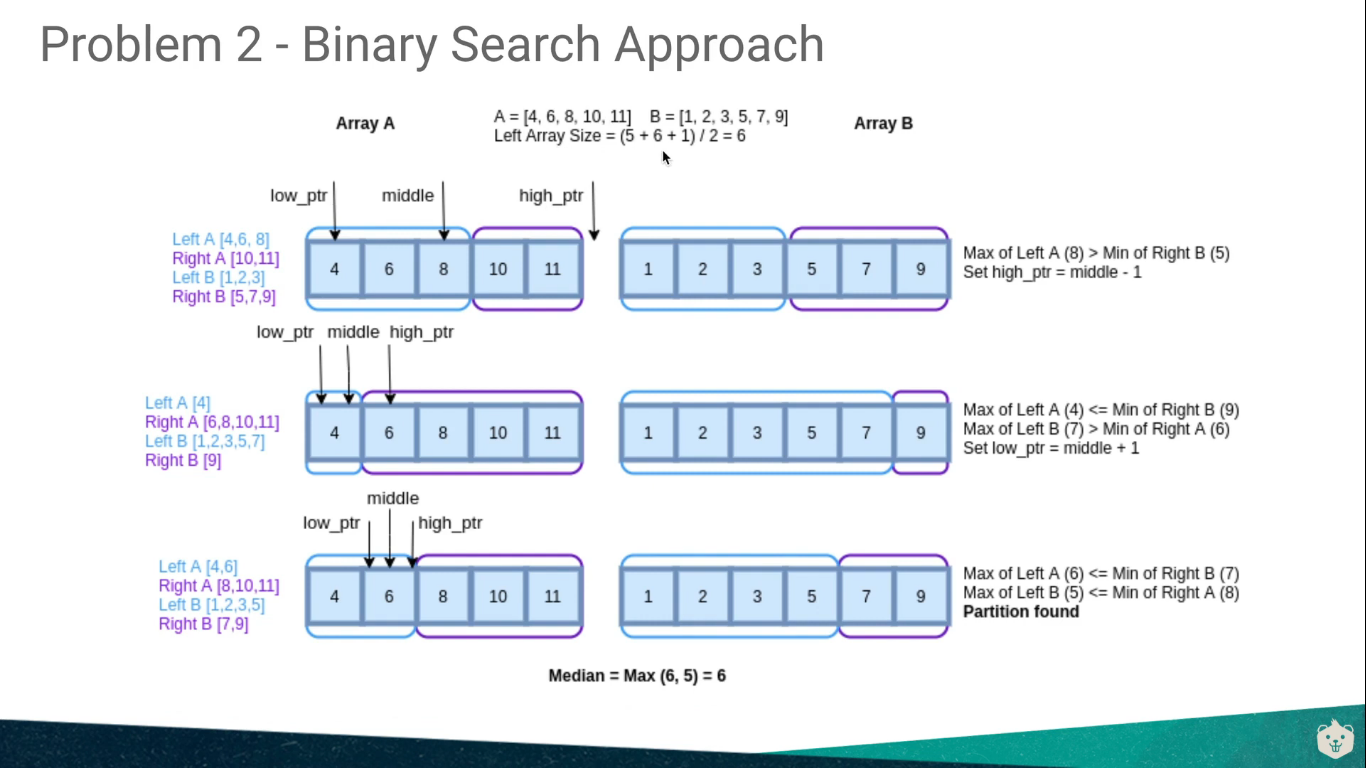 Problem 2 - Binary Search Approach
Array A
A = [4, 6, 8, 10, 11] B = [1, 2, 3, 5, 7, 9]
Left Array Size = (5 + 6 + 1) / 2 = 6
Array B
low_ptr middle high_ptr
Left A [4,6, 8]
Right A [10,11]
Left B [1,2,3]
Right B [5,7,9]
4 6 8 10 11
1 2 3 5 7 9
Max of Left A (8) > Min of Right B (5)
Set high_ptr = middle - 1
low_ptr middle high_ptr
Left A [4]
Right A [6,8,10,11]
Left B [1,2,3,5,7]
Right B [9]
4 6 8 10 11
1 2 3 5 7 9
Max of Left A (4) <= Min of Right B (9)
Max of Left B (7) > Min of Right A (6)
Set low_ptr = middle + 1
middle
low_ptr high_ptr
Left A [4,6]
Right A [8,10,11]
Left B [1,2,3,5]
Right B [7,9]
4 6 8 10 11
1 2 3 5 7 9
Max of Left A (6) <= Min of Right B (7)
Max of Left B (5) <= Min of Right A (8)
Partition found
Median = Max (6, 5) = 6